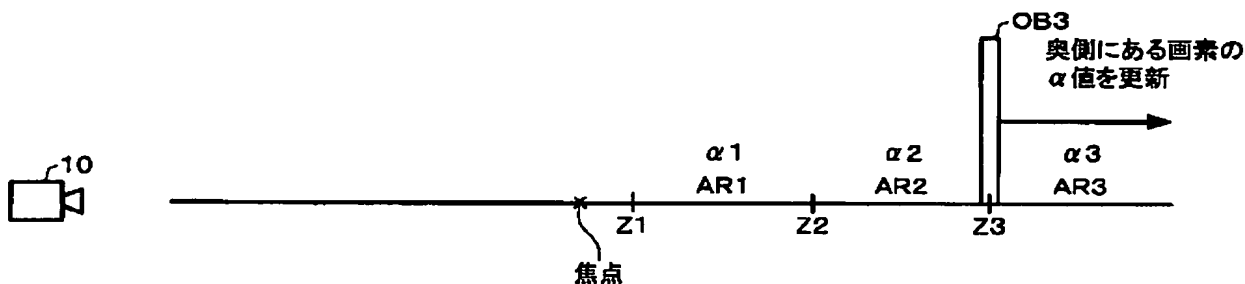 OB3
奥側にある画素の
α値を更新
10
α1
α2
α3
AR1
AR2
AR3
Z1
Z2
Z3
焦点